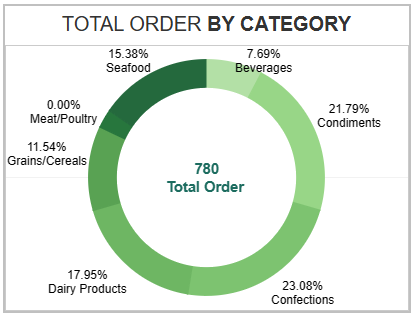 TOTAL ORDER BY CATEGORY
15.38%
Seafood
7.69%
Beverages
0.00%
Meat/Poultry
21.79%
Condiments
11.54%
Grains/Cereals
780
Total Order
17.95%
Dairy Products
23.08%
Confections